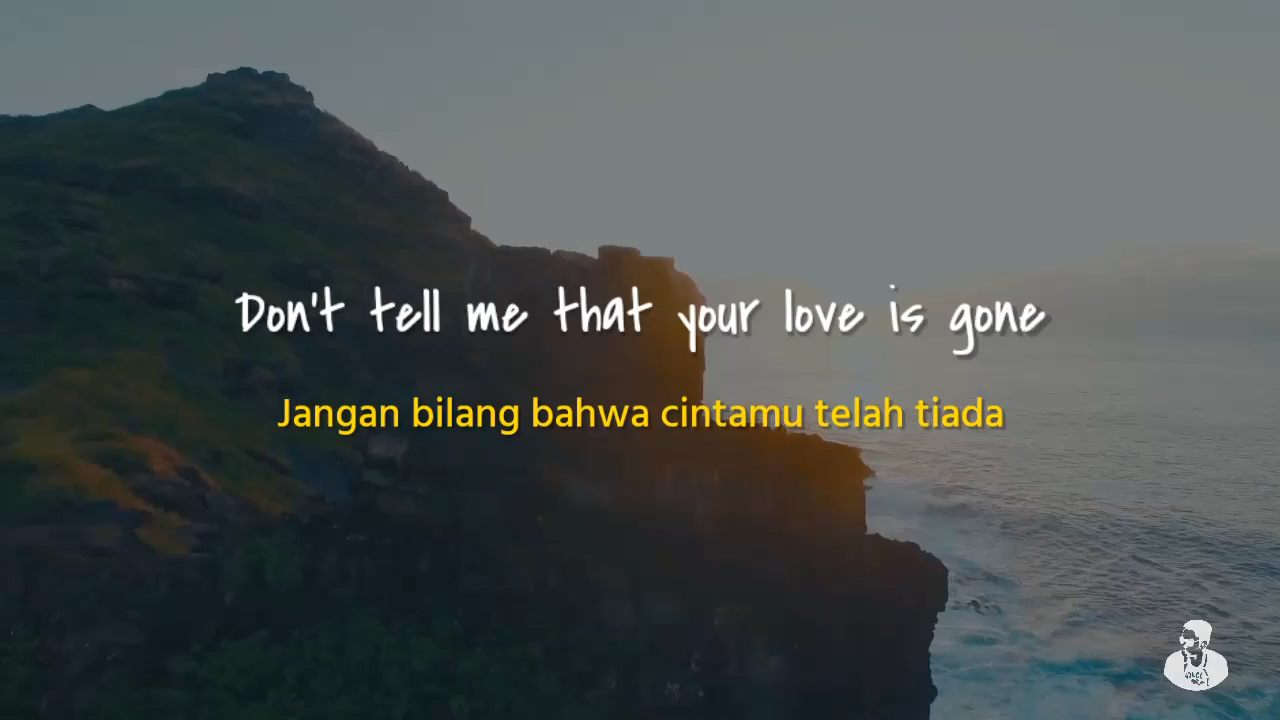 Don't tell me that your love is gone
Jangan bilang bahwa cintamu telah tiada